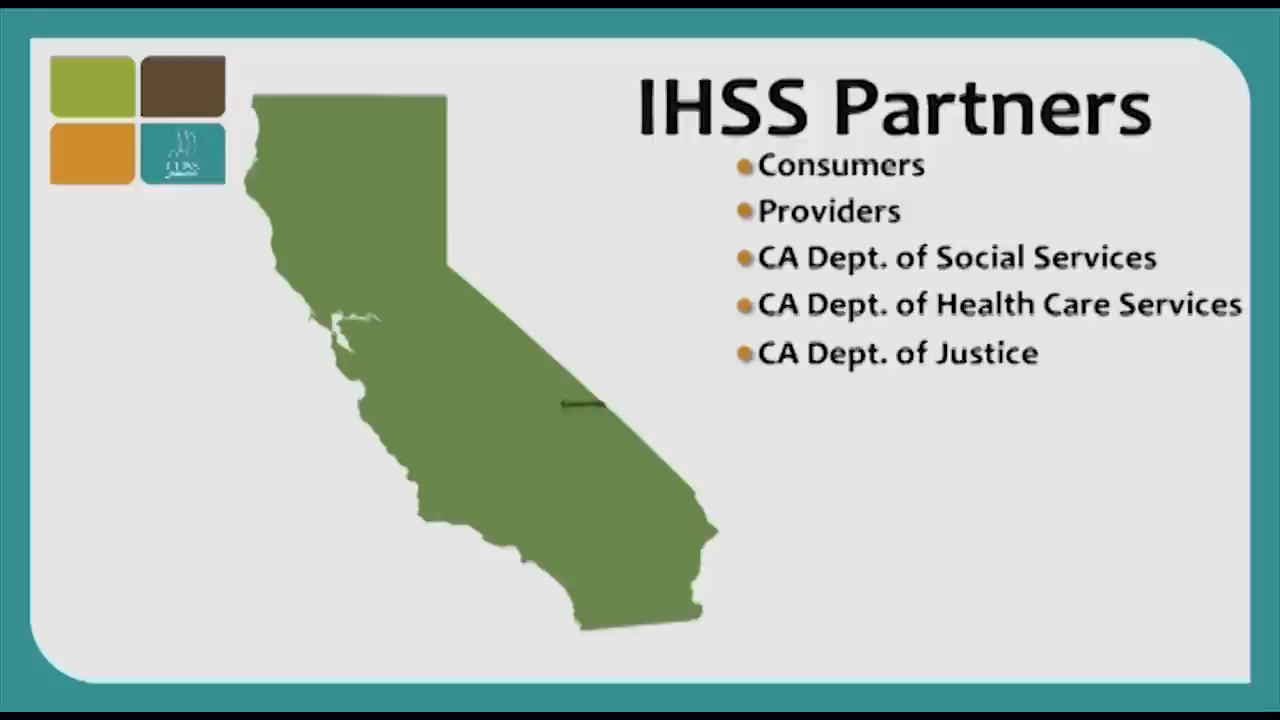 IHSS Partners
Consumers
Providers
CA Dept. of Social Services
CA Dept. of Health Care Services
CA Dept. of Justice